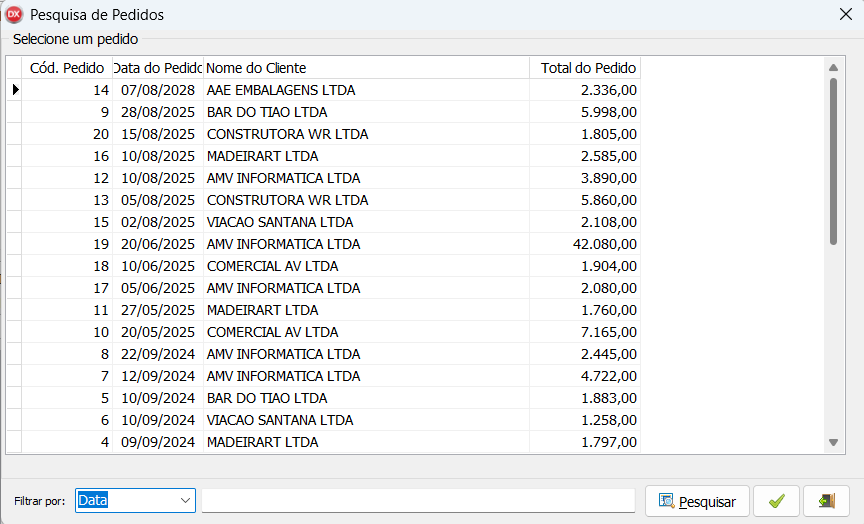 DX Pesquisa de Pedidos
Selecione um pedido
Cód. Pedido Data do Pedido Nome do Cliente Total do Pedido
14 07/08/2028 AAE EMBALAGENS LTDA 2.336,00
9 28/08/2025 BAR DO TIAO LTDA 5.998,00
20 15/08/2025 CONSTRUTORA WR LTDA 1.805,00
16 10/08/2025 MADEIRART LTDA 2.585,00
12 10/08/2025 AMV INFORMATICA LTDA 3.890,00
13 05/08/2025 CONSTRUTORA WR LTDA 5.860,00
15 02/08/2025 VIACAO SANTANA LTDA 2.108,00
19 20/06/2025 AMV INFORMATICA LTDA 42.080,00
18 10/06/2025 COMERCIAL AV LTDA 1.904,00
17 05/06/2025 AMV INFORMATICA LTDA 2.080,00
11 27/05/2025 MADEIRART LTDA 1.760,00
10 20/05/2025 COMERCIAL AV LTDA 7.165,00
8 22/09/2024 AMV INFORMATICA LTDA 2.445,00
7 12/09/2024 AMV INFORMATICA LTDA 4.722,00
5 10/09/2024 BAR DO TIAO LTDA 1.883,00
6 10/09/2024 VIACAO SANTANA LTDA 1.258,00
4 09/09/2024 MADEIRART LTDA 1.797,00
Filtrar por: Data Pesquisar